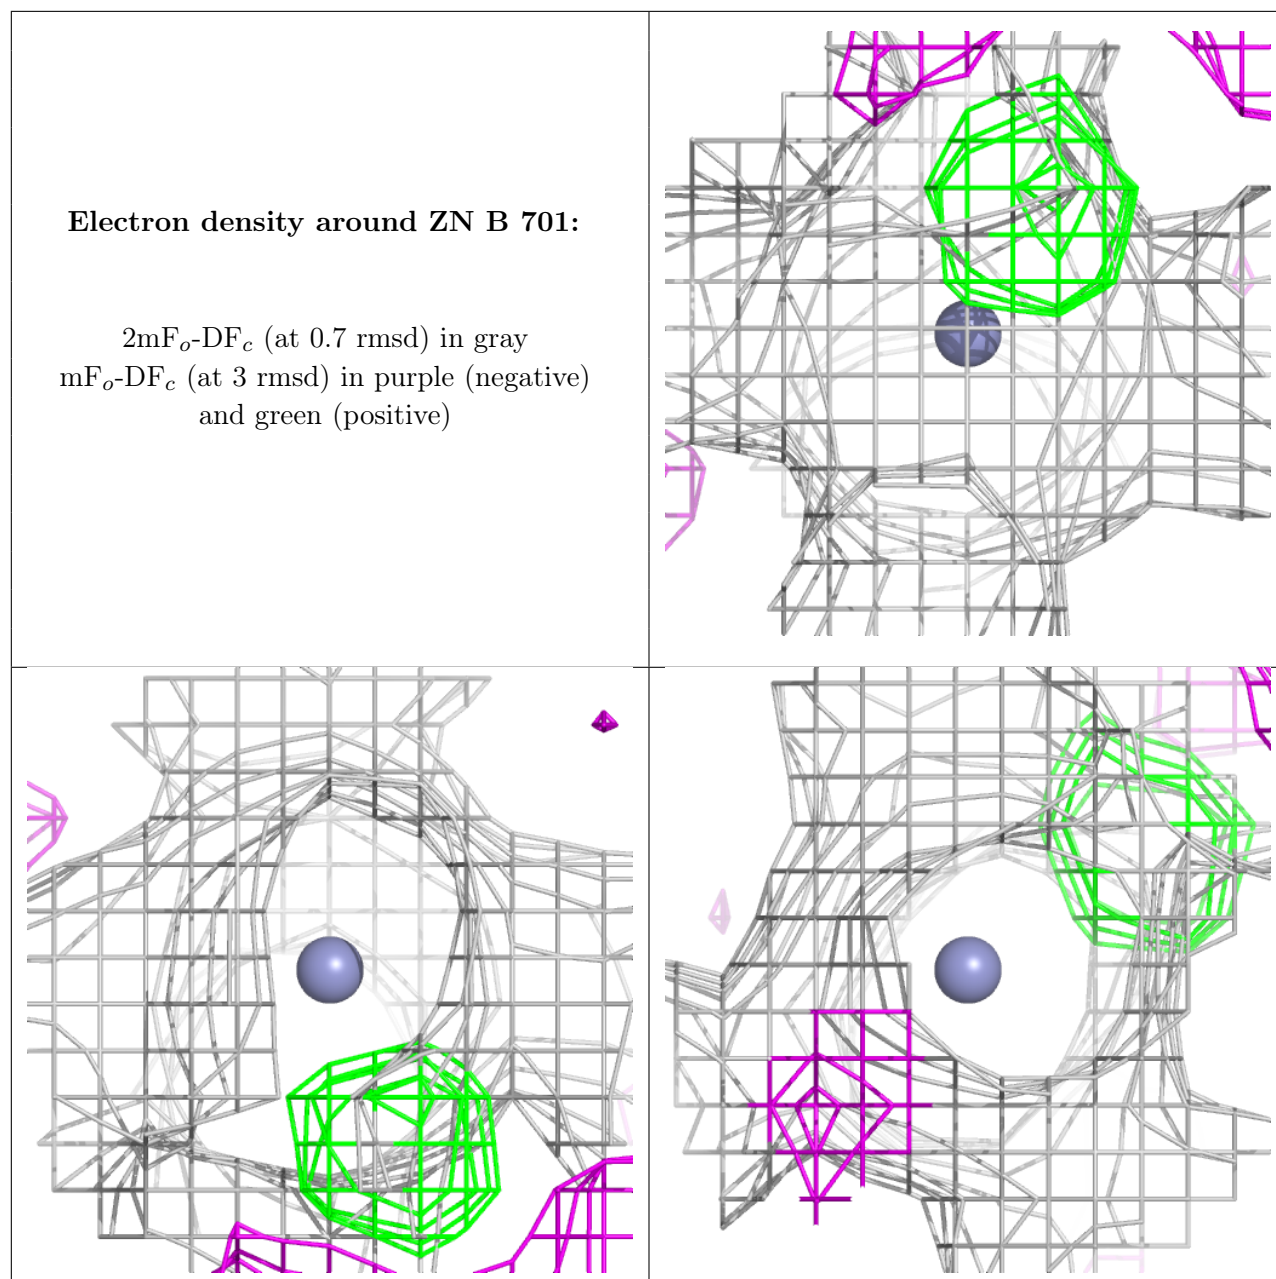 Electron density around ZN B 701:
2mFo-DFc (at 0.7 rmsd) in gray
mFo-DFc (at 3 rmsd) in purple (negative)
and green (positive)